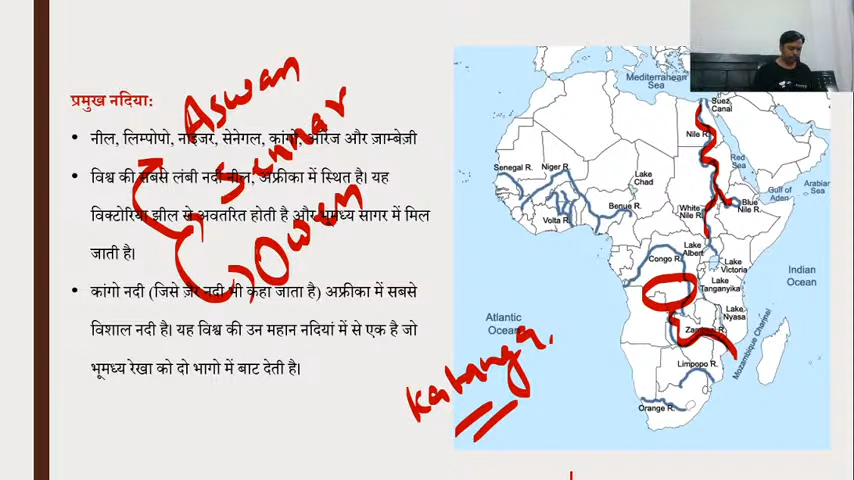 प्रमुख नदिया:
• नील, लिम्पोपो, नाइजर, सेनेगल, कांगो, ऑरेंज और ज़ाम्बेज़ी
• विश्व की सबसे लंबी नदी नील, अफ्रीका में स्थित है। यह
विक्टोरिया झील से अवतरित होती है और भूमध्य सागर में मिल
जाती है।
• कांगो नदी (जिसे ज़ैर नदी भी कहा जाता है) अफ्रीका में सबसे
विशाल नदी है। यह विश्व की उन महान नदियां में से एक है जो
भूमध्य रेखा को दो भागो में बाट देती है।
Aswan
Sennar
Owen
Katanga
Mediterranean
Sea
Suez
Canal
Nile R.
Red
Sea
Arabian
Sea
Gulf of
Aden
Senegal R.
Niger R.
Lake
Chad
Benue R.
Volta R.
White
Nile R.
Blue
Nile R.
Lake
Albert
Congo R.
Lake
Victoria
Lake
Tanganyika
Indian
Ocean
Lake
Nyasa
Atlantic
Ocean
Mozambique Channel
Limpopo R.
Orange R.